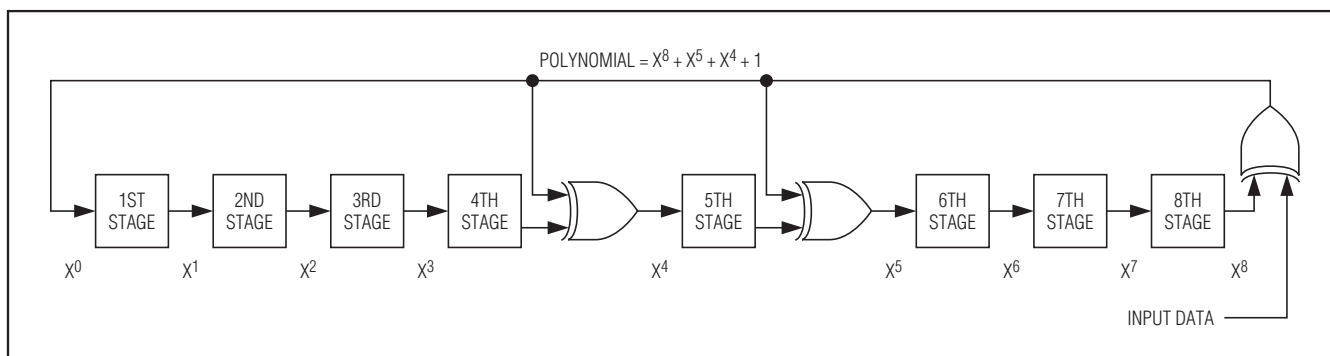 POLYNOMIAL = X⁸ + X⁵ + X⁴ + 1
1ST
STAGE
2ND
STAGE
3RD
STAGE
4TH
STAGE
5TH
STAGE
6TH
STAGE
7TH
STAGE
8TH
STAGE
X⁰ X¹ X² X³ X⁴ X⁵ X⁶ X⁷ X⁸
INPUT DATA